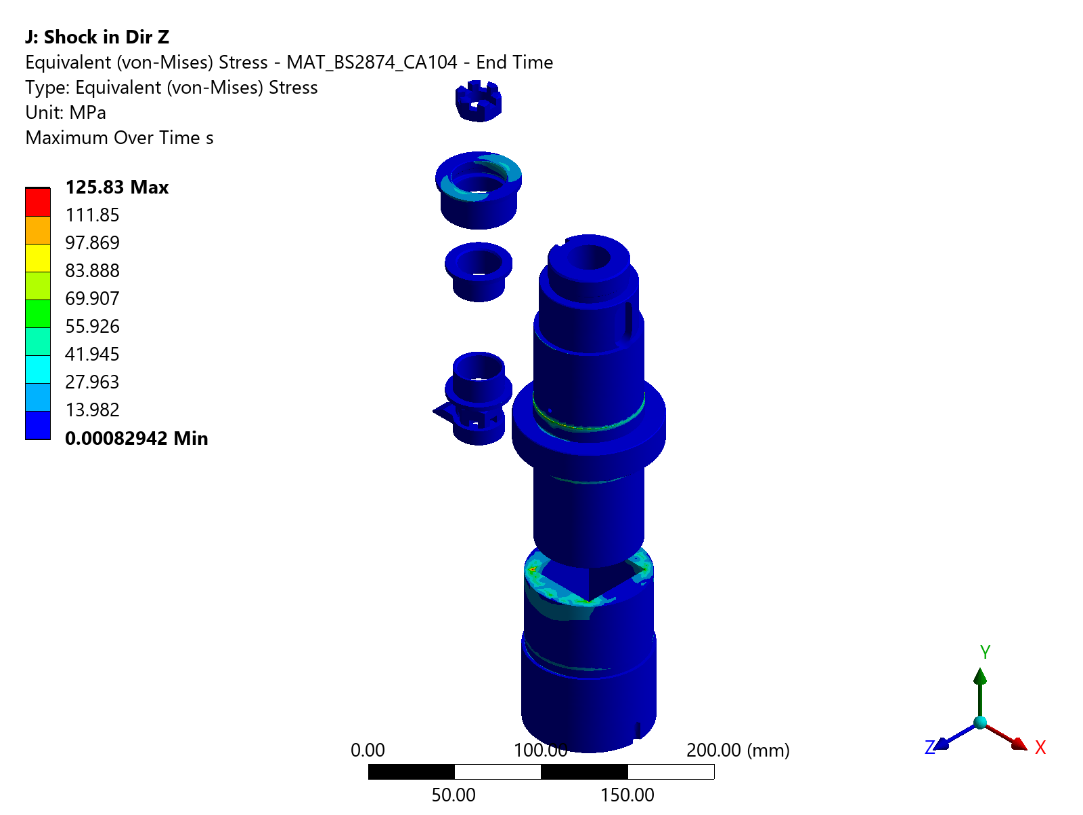 J: Shock in Dir Z
Equivalent (von-Mises) Stress - MAT_BS2874_CA104 - End Time
Type: Equivalent (von-Mises) Stress
Unit: MPa
Maximum Over Time s
125.83 Max
111.85
97.869
83.888
69.907
55.926
41.945
27.963
13.982
0.00082942 Min
Y
Z
X
0.00
100.00
200.00 (mm)
50.00
150.00